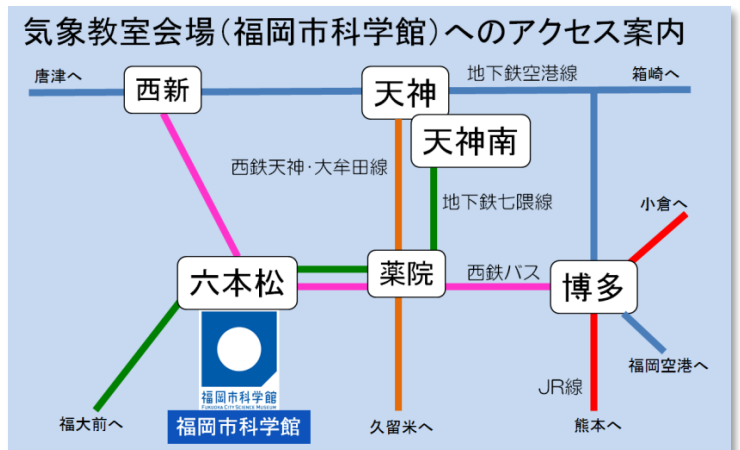 気象教室会場(福岡市科学館)へのアクセス案内
唐津へ
西新
天神
地下鉄空港線
箱崎へ
天神南
西鉄天神・大牟田線
地下鉄七隈線
小倉へ
六本松
薬院
西鉄バス
博多
福岡市科学館
FUKUOKA CITY SCIENCE MUSEUM
福岡市科学館
福大前へ
久留米へ
JR線
熊本へ
福岡空港へ